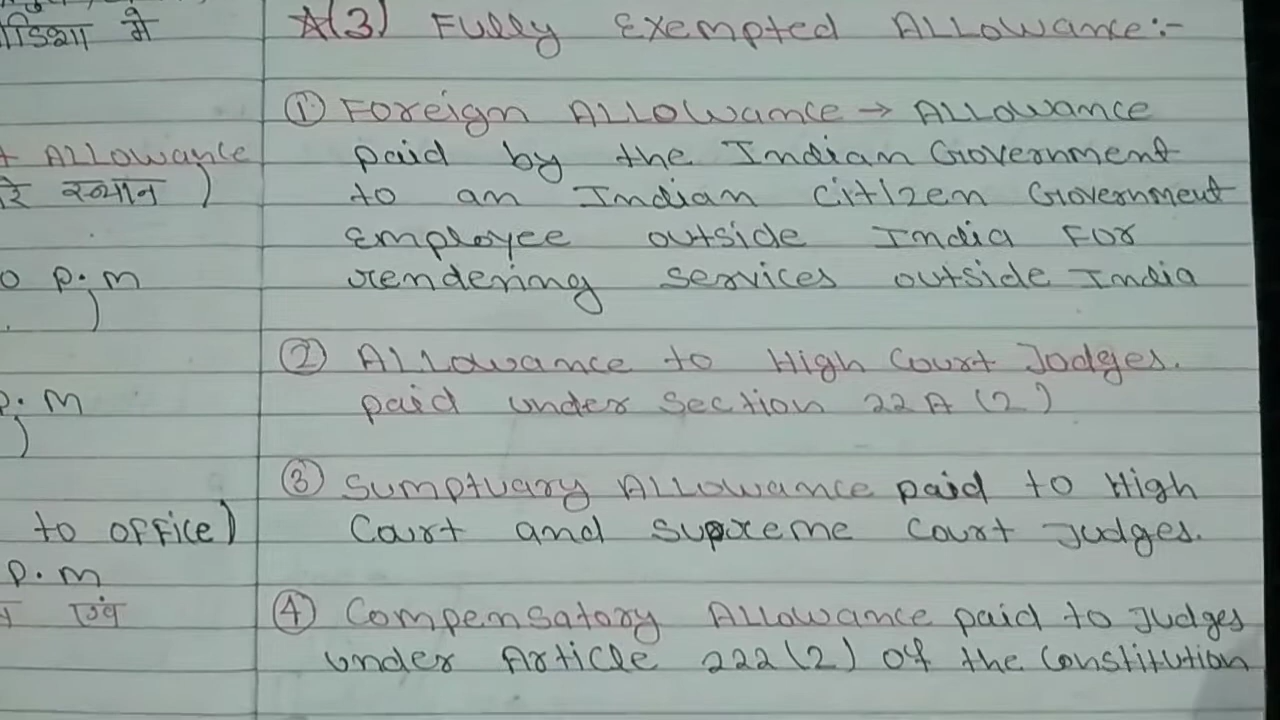 डिशा में
+ Allowance
रे स्थान )
o p.m
)
p.m
)
to office)
p.m
एवं
☆(3) Fully Exempted Allowance:-
① Foreign Allowance → Allowance
paid by the Indian Government
to an Indian Citizen Government
Employee outside India For
rendering Services outside India
② Allowance to High Court Judges.
paid under Section 22A (2)
③ Sumptuary Allowance paid to High
Court and Supreme Court Judges.
④ Compensatory Allowance paid to Judges
under Article 222(2) of the Constitution